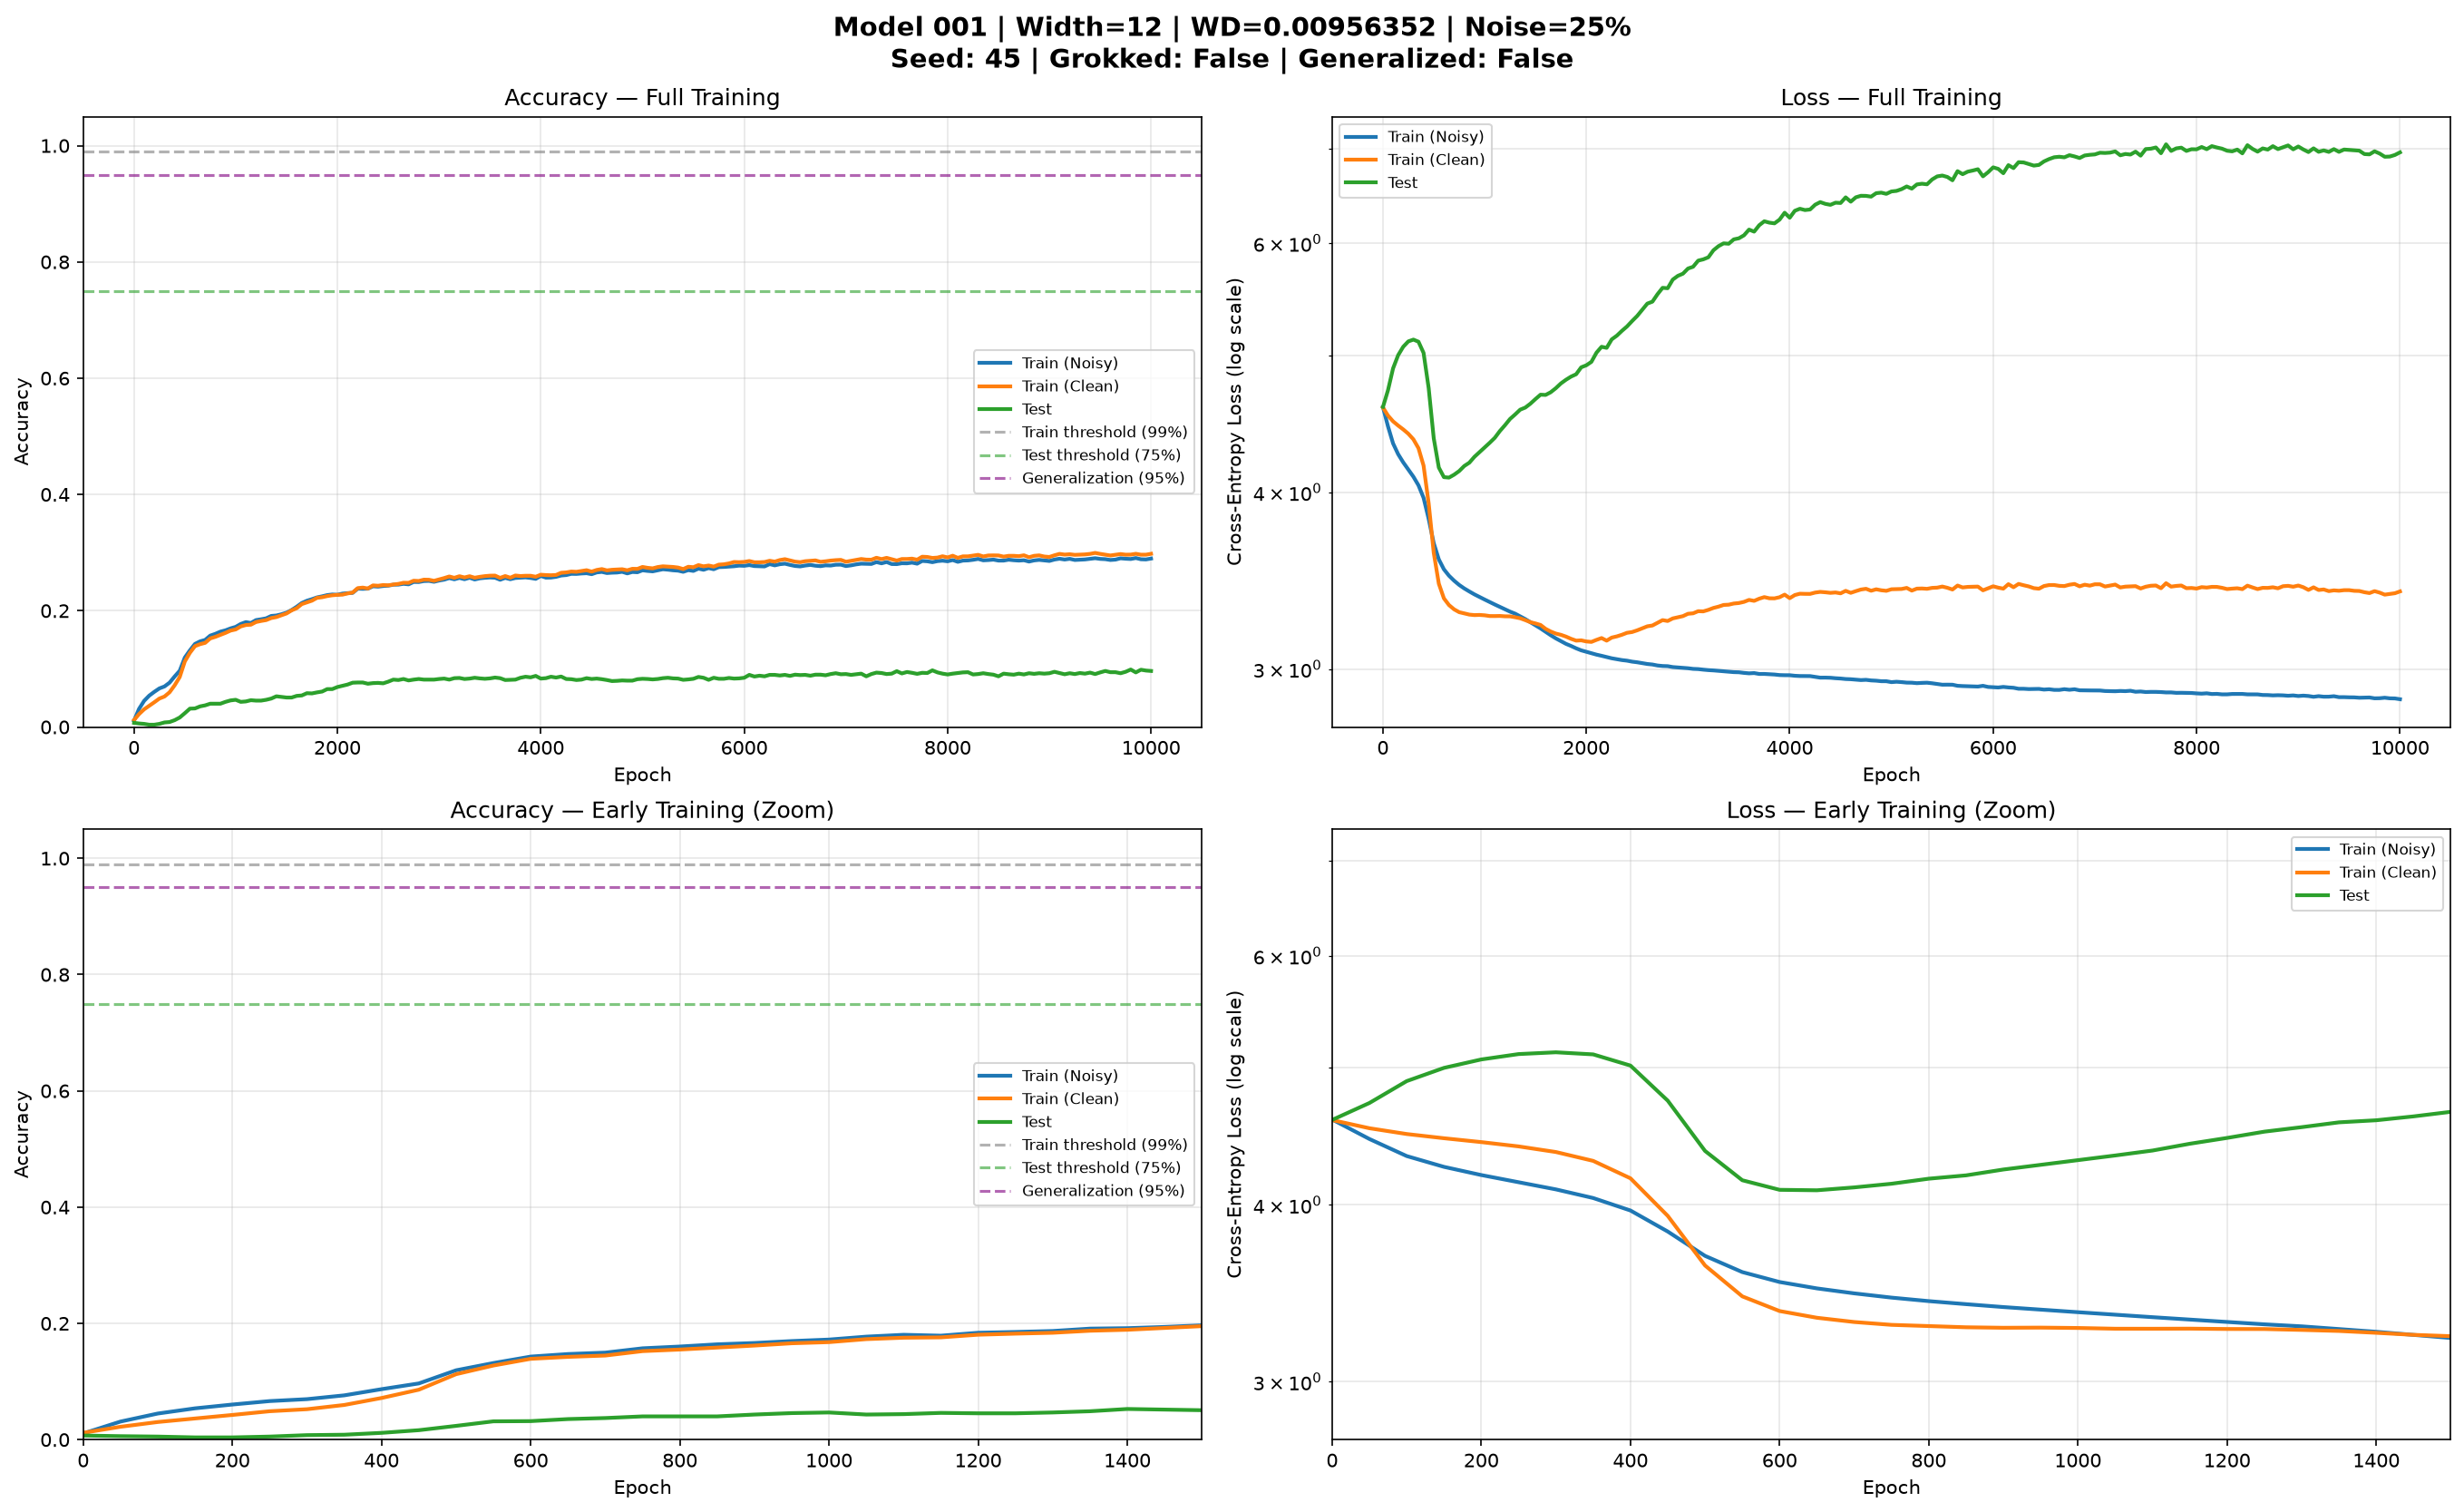 Model 001 | Width=12 | WD=0.00956352 | Noise=25%
Seed: 45 | Grokked: False | Generalized: False
Accuracy — Full Training
1.0
0.8
0.6
0.4
0.2
0.0
Accuracy
Train (Noisy)
Train (Clean)
Test
Train threshold (99%)
Test threshold (75%)
Generalization (95%)
0 2000 4000 6000 8000 10000
Epoch
Loss — Full Training
Train (Noisy)
Train (Clean)
Test
6 × 10⁰
4 × 10⁰
3 × 10⁰
Cross-Entropy Loss (log scale)
0 2000 4000 6000 8000 10000
Epoch
Accuracy — Early Training (Zoom)
1.0
0.8
0.6
0.4
0.2
0.0
Accuracy
Train (Noisy)
Train (Clean)
Test
Train threshold (99%)
Test threshold (75%)
Generalization (95%)
0 200 400 600 800 1000 1200 1400
Epoch
Loss — Early Training (Zoom)
Train (Noisy)
Train (Clean)
Test
6 × 10⁰
4 × 10⁰
3 × 10⁰
Cross-Entropy Loss (log scale)
0 200 400 600 800 1000 1200 1400
Epoch